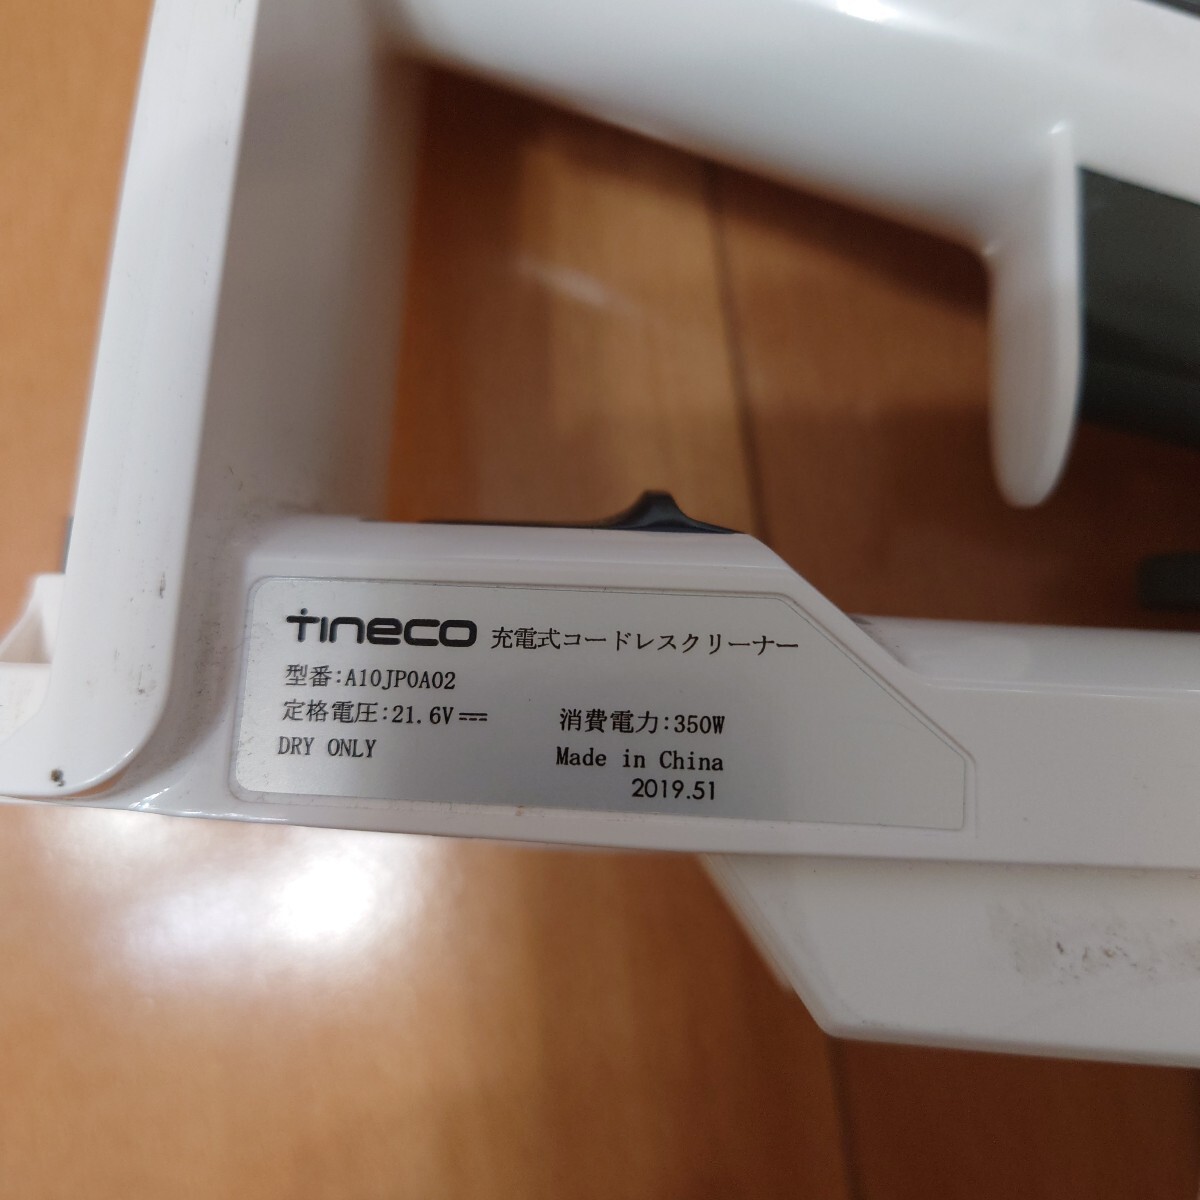 tineco 充電式コードレスクリーナー
型番:A10JP0A02
定格電圧:21.6V⎓ 消費電力:350W
DRY ONLY Made in China
2019.51